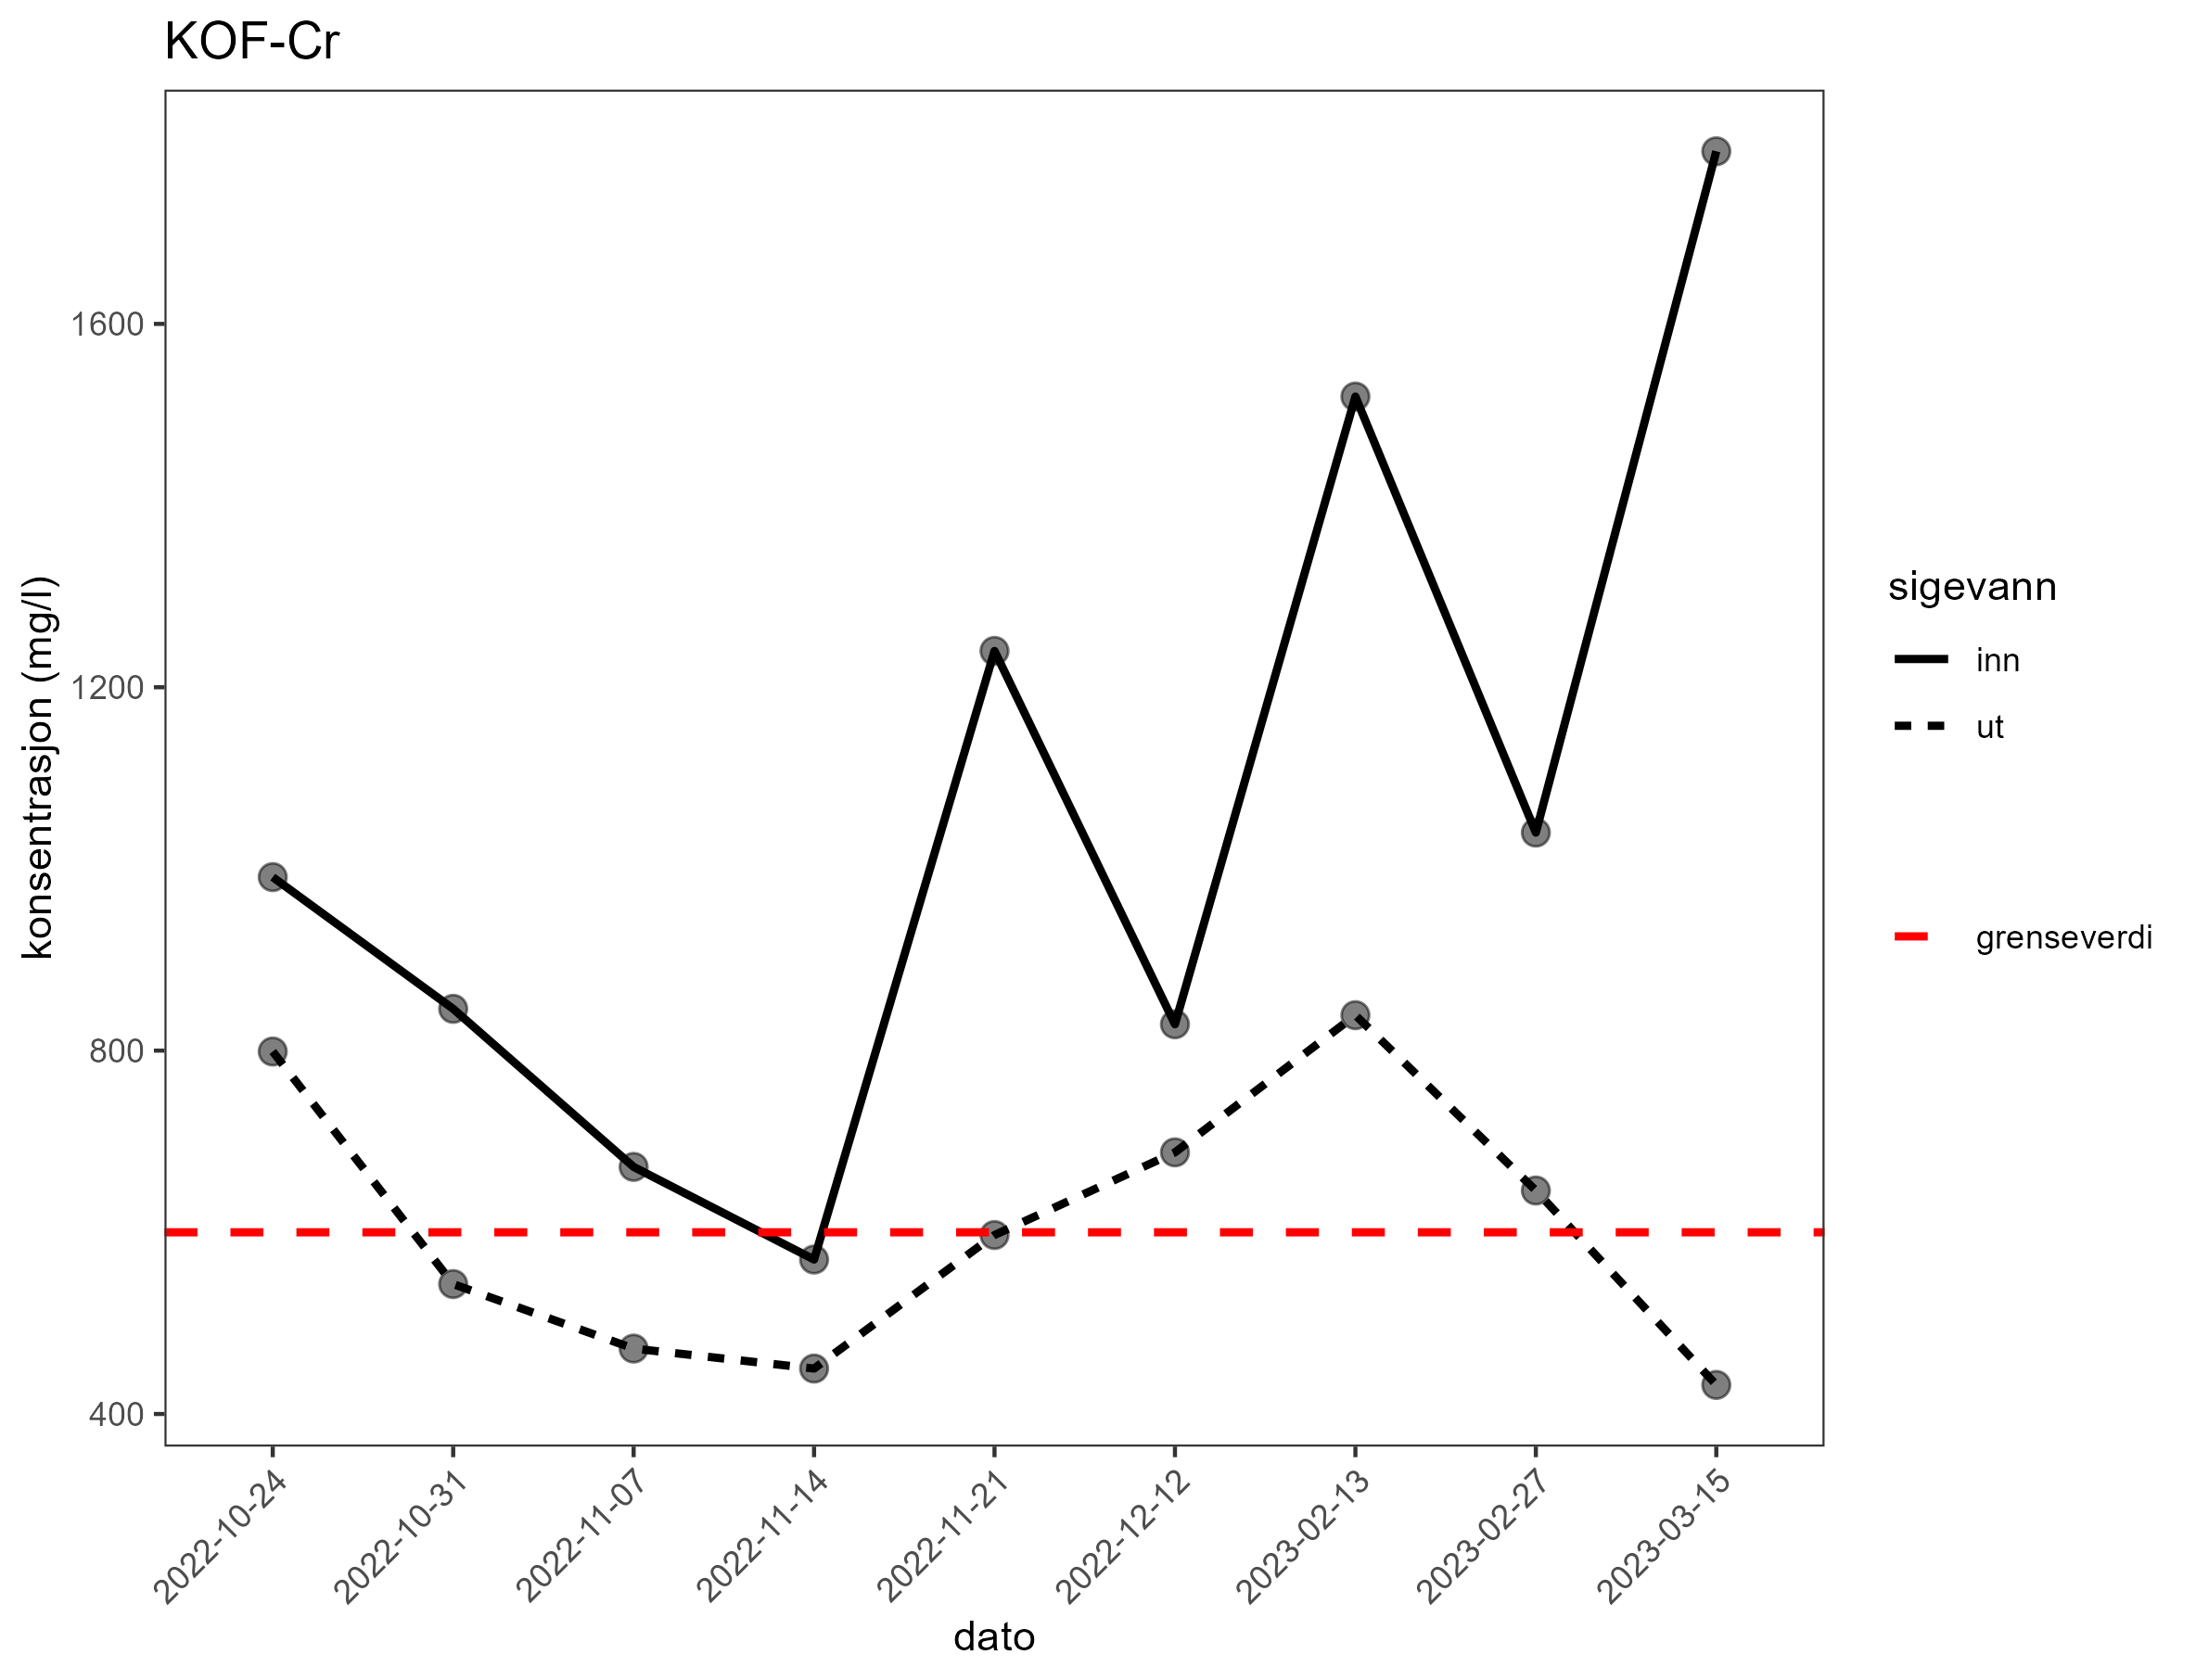 KOF-Cr
konsentrasjon (mg/l)
1600
1200
800
400
2022-10-24
2022-10-31
2022-11-07
2022-11-14
2022-11-21
2022-12-12
2023-02-13
2023-02-27
2023-03-15
dato
sigevann
inn
ut
grenseverdi